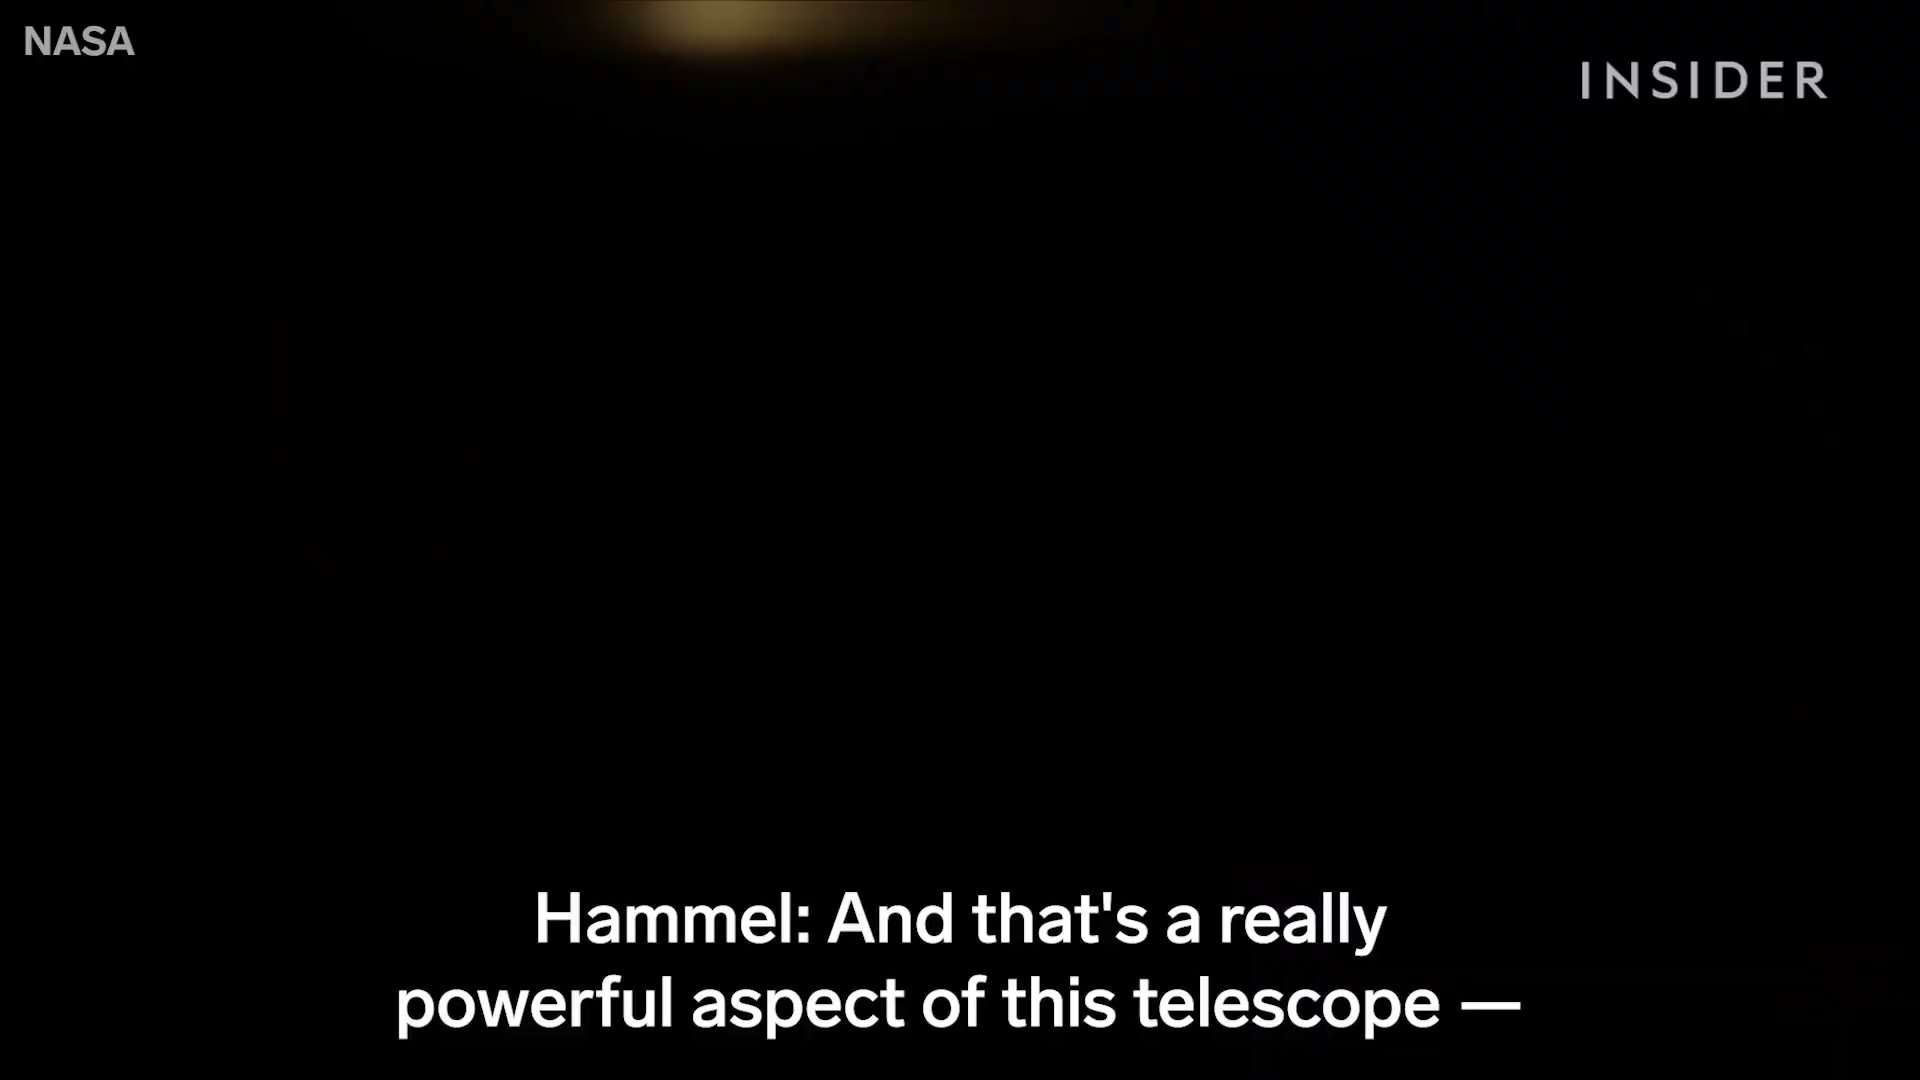 NASA
INSIDER
Hammel: And that's a really
powerful aspect of this telescope —